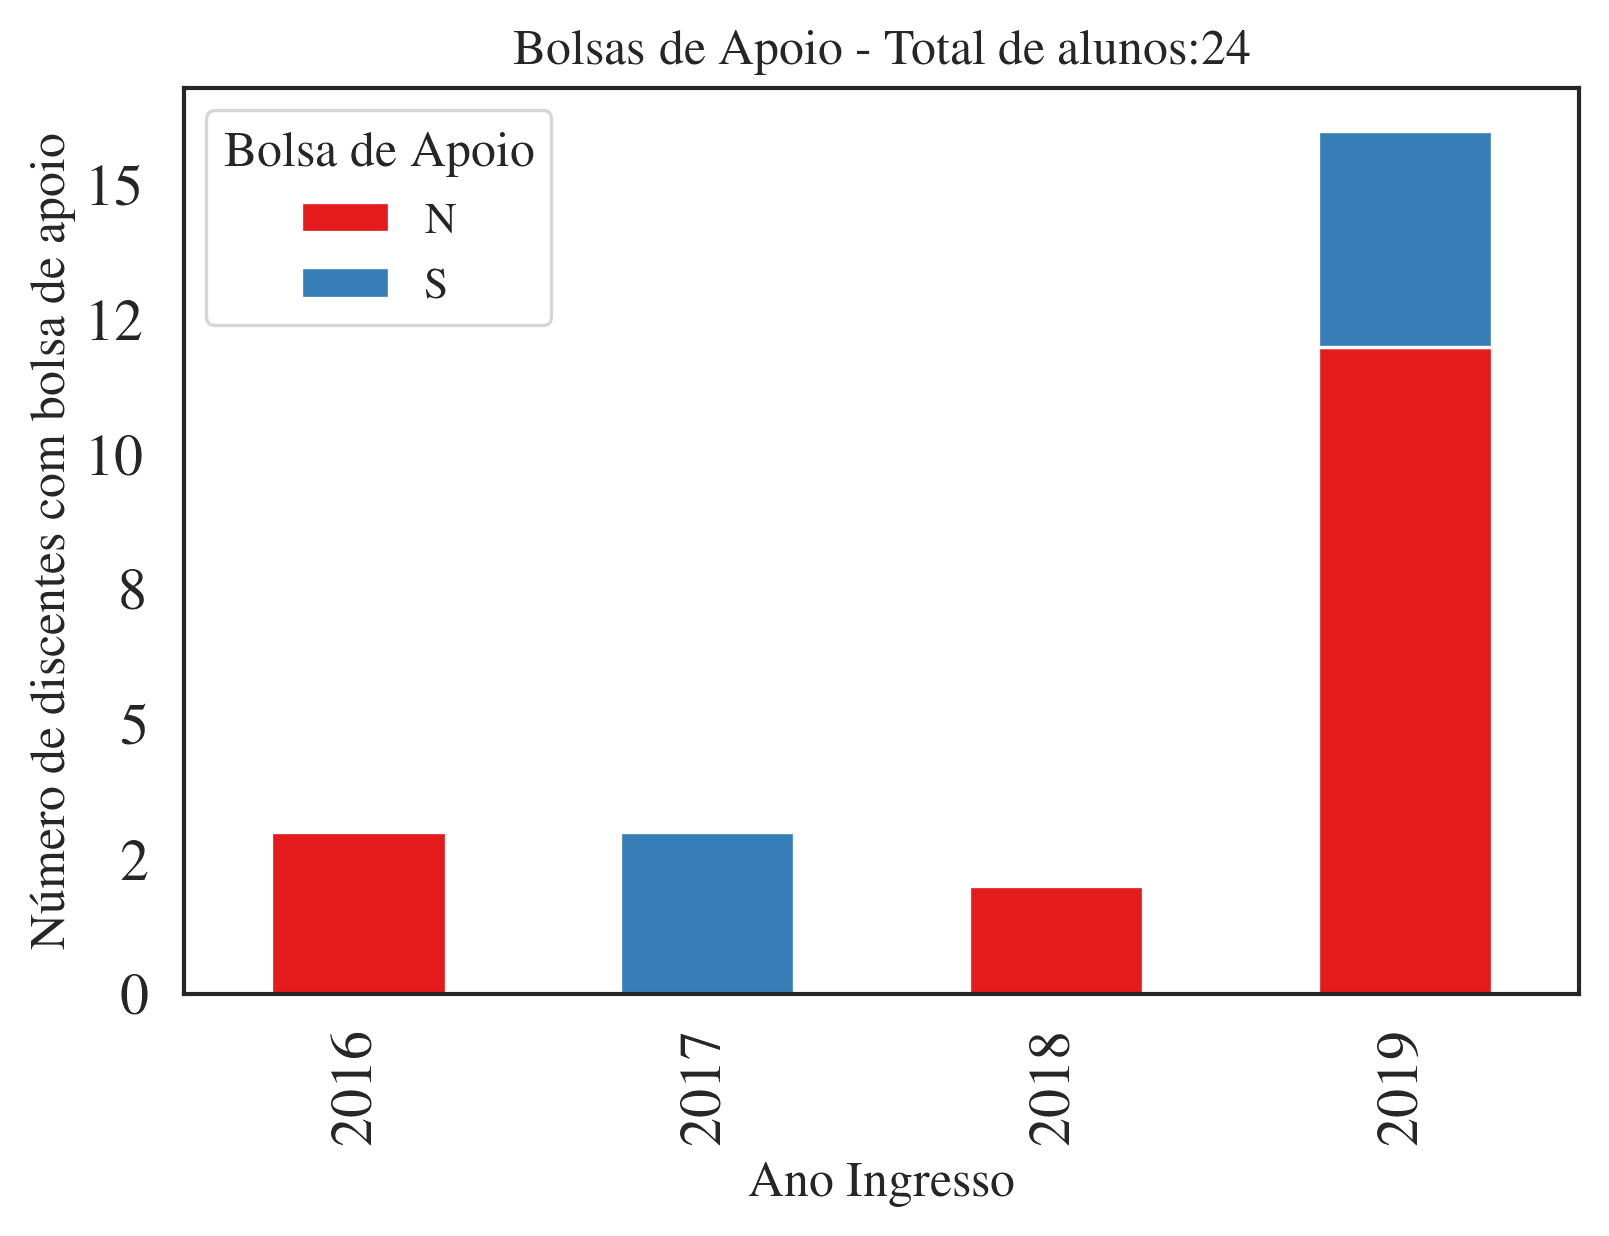 Bolsas de Apoio - Total de alunos:24
Bolsa de Apoio
N
S
Número de discentes com bolsa de apoio
15
12
10
8
5
2
0
2016
2017
2018
2019
Ano Ingresso